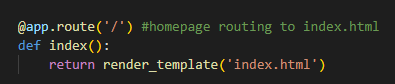 @app.route('/') #homepage routing to index.html
def index():
    return render_template('index.html')